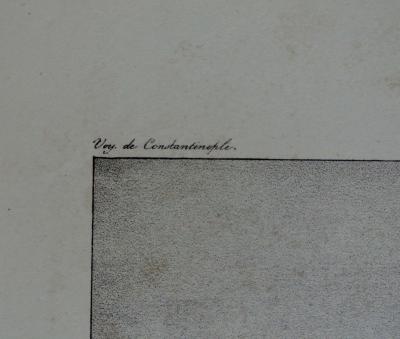 Voy. de Constantinople.